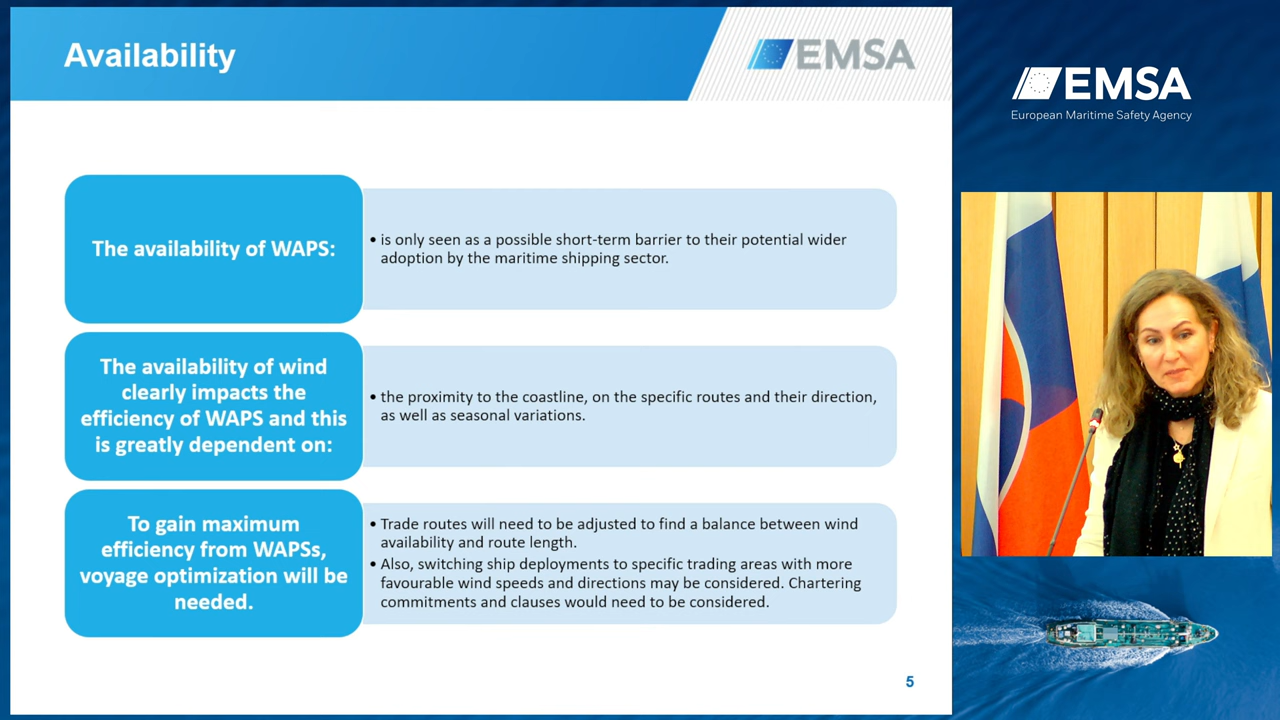 Availability
EMSA
The availability of WAPS:
• is only seen as a possible short-term barrier to their potential wider
adoption by the maritime shipping sector.
The availability of wind
clearly impacts the
efficiency of WAPS and this
is greatly dependent on:
• the proximity to the coastline, on the specific routes and their direction,
as well as seasonal variations.
To gain maximum
efficiency from WAPSs,
voyage optimization will be
needed.
• Trade routes will need to be adjusted to find a balance between wind
availability and route length.
• Also, switching ship deployments to specific trading areas with more
favourable wind speeds and directions may be considered. Chartering
commitments and clauses would need to be considered.
5
EMSA
European Maritime Safety Agency